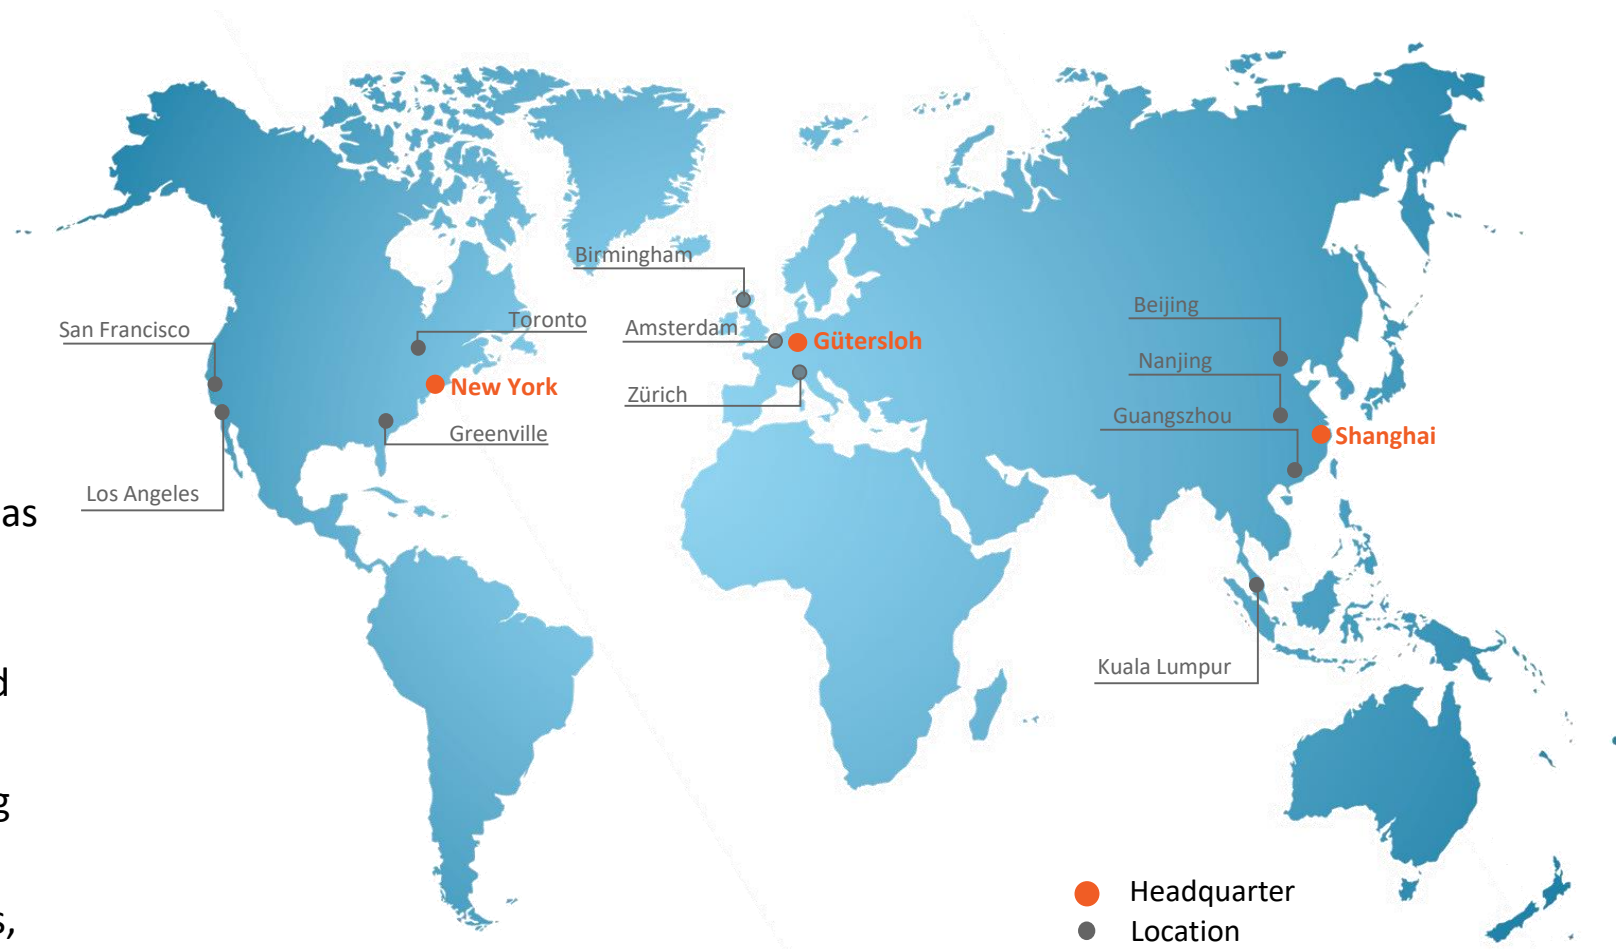 Birmingham
Beijing
Toronto
San Francisco
Amsterdam
Gütersloh
Nanjing
New York
Zürich
Guangszhou
Greenville
Shanghai
Los Angeles
as
Kuala Lumpur
d
g
Headquarter
s,
Location